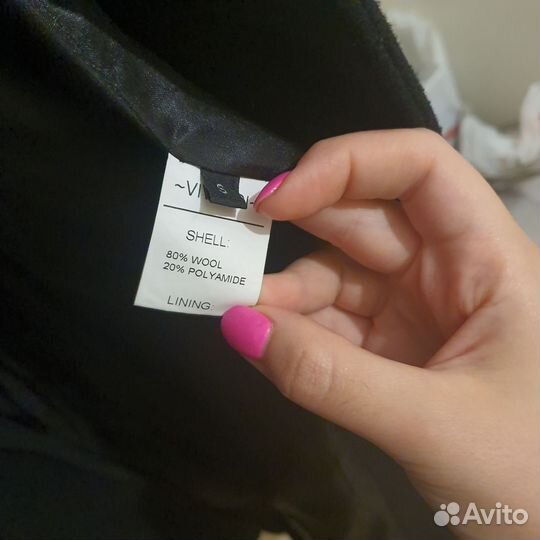 SHELL:
80% WOOL
20% POLYAMIDE
LINING:
Avito